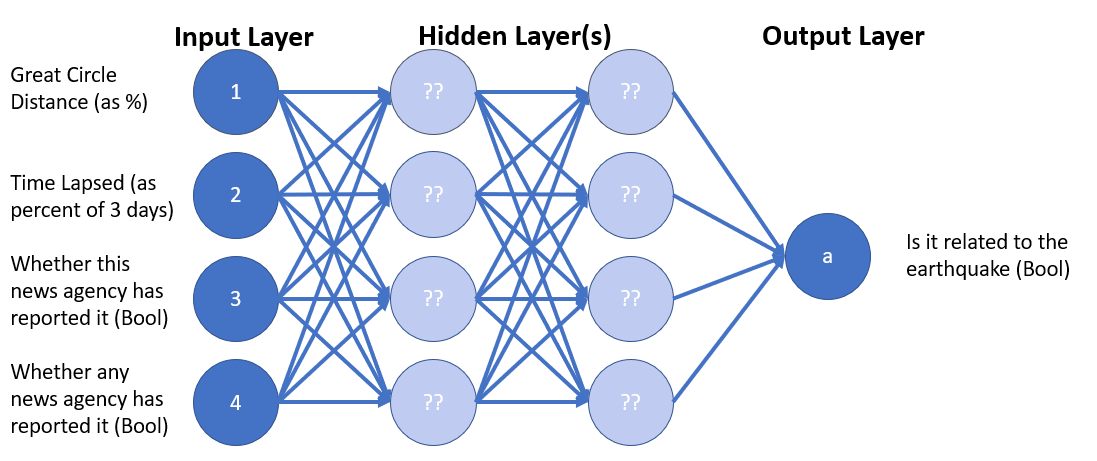 Input Layer
Hidden Layer(s)
Output Layer
Great Circle
Distance (as %)
1
??
??
Time Lapsed (as
percent of 3 days)
2
??
??
a
Is it related to the
earthquake (Bool)
Whether this
news agency has
reported it (Bool)
3
??
??
Whether any
news agency has
reported it (Bool)
4
??
??